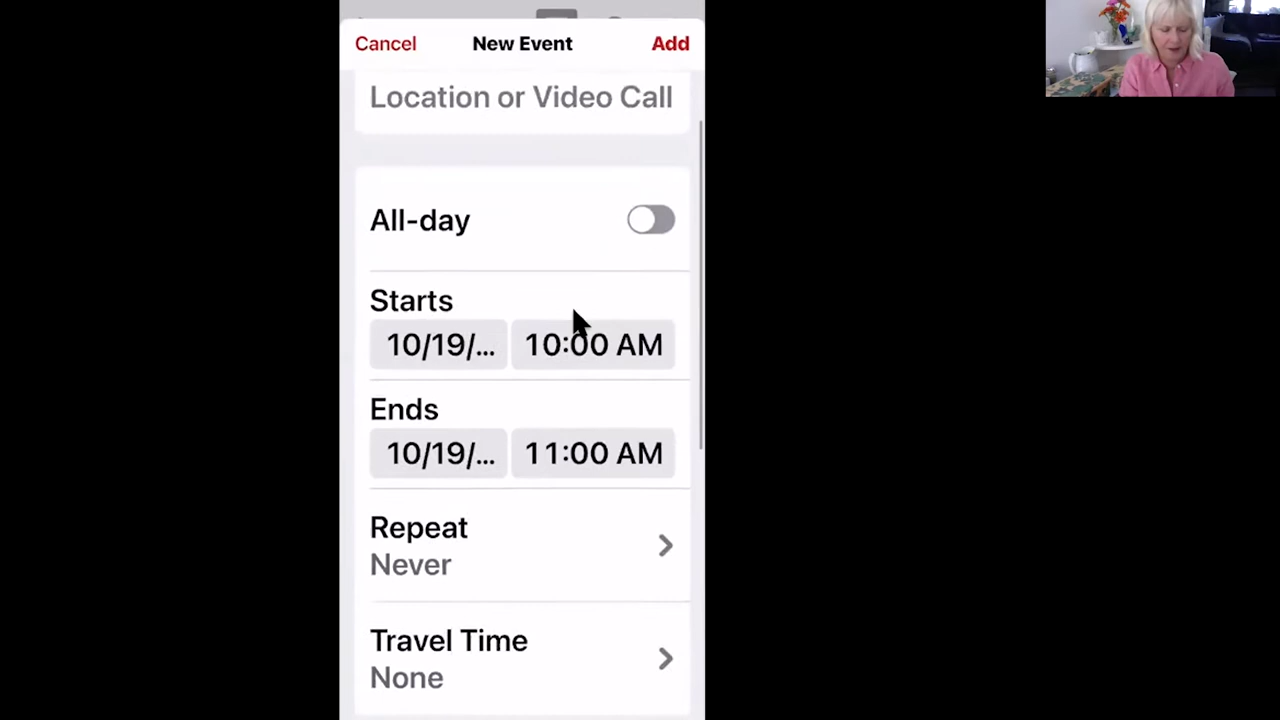 Cancel New Event Add
Location or Video Call
All-day
Starts
10/19/... 10:00 AM
Ends
10/19/... 11:00 AM
Repeat
Never
Travel Time
None